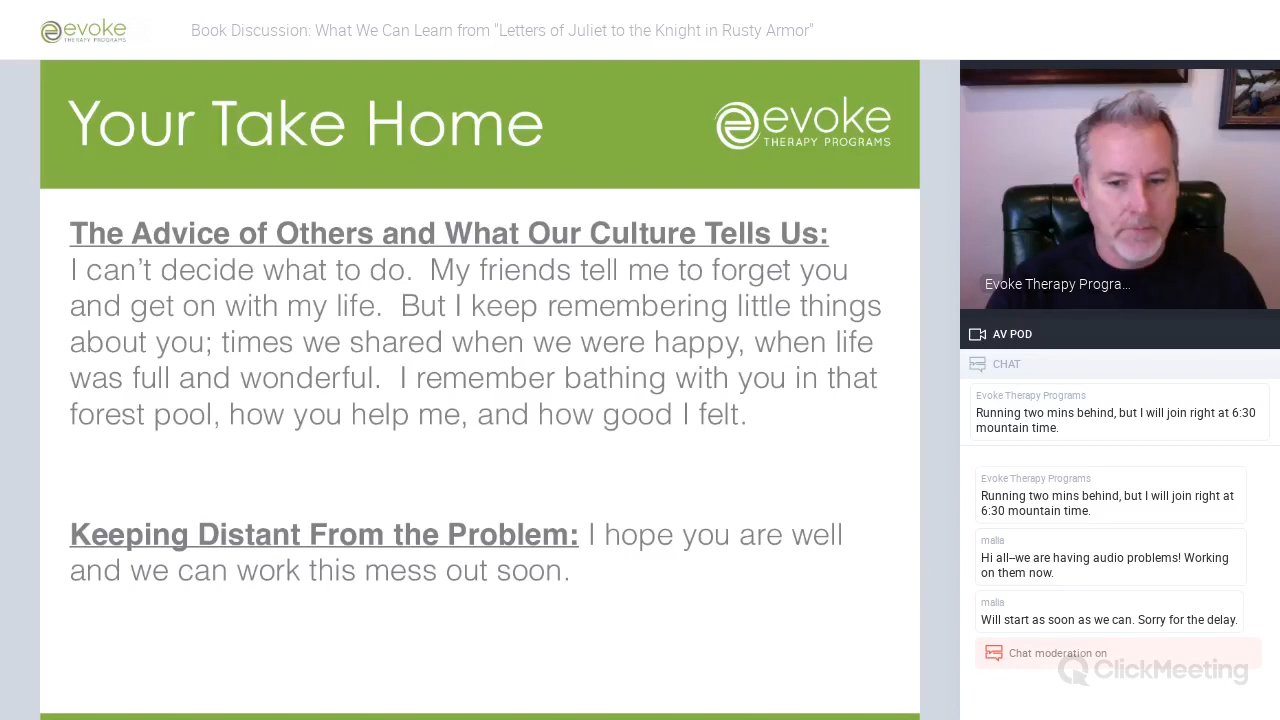 evoke
THERAPY PROGRAMS
Book Discussion: What We Can Learn from "Letters of Juliet to the Knight in Rusty Armor"
Your Take Home
evoke
THERAPY PROGRAMS
The Advice of Others and What Our Culture Tells Us:
I can’t decide what to do.  My friends tell me to forget you
and get on with my life.  But I keep remembering little things
about you; times we shared when we were happy, when life
was full and wonderful.  I remember bathing with you in that
forest pool, how you help me, and how good I felt.
Keeping Distant From the Problem: I hope you are well
and we can work this mess out soon.
Evoke Therapy Progra...
AV POD
CHAT
Evoke Therapy Programs
Running two mins behind, but I will join right at 6:30
mountain time.
Evoke Therapy Programs
Running two mins behind, but I will join right at
6:30 mountain time.
malia
Hi all--we are having audio problems! Working
on them now.
malia
Will start as soon as we can. Sorry for the delay.
Chat moderation on
ClickMeeting